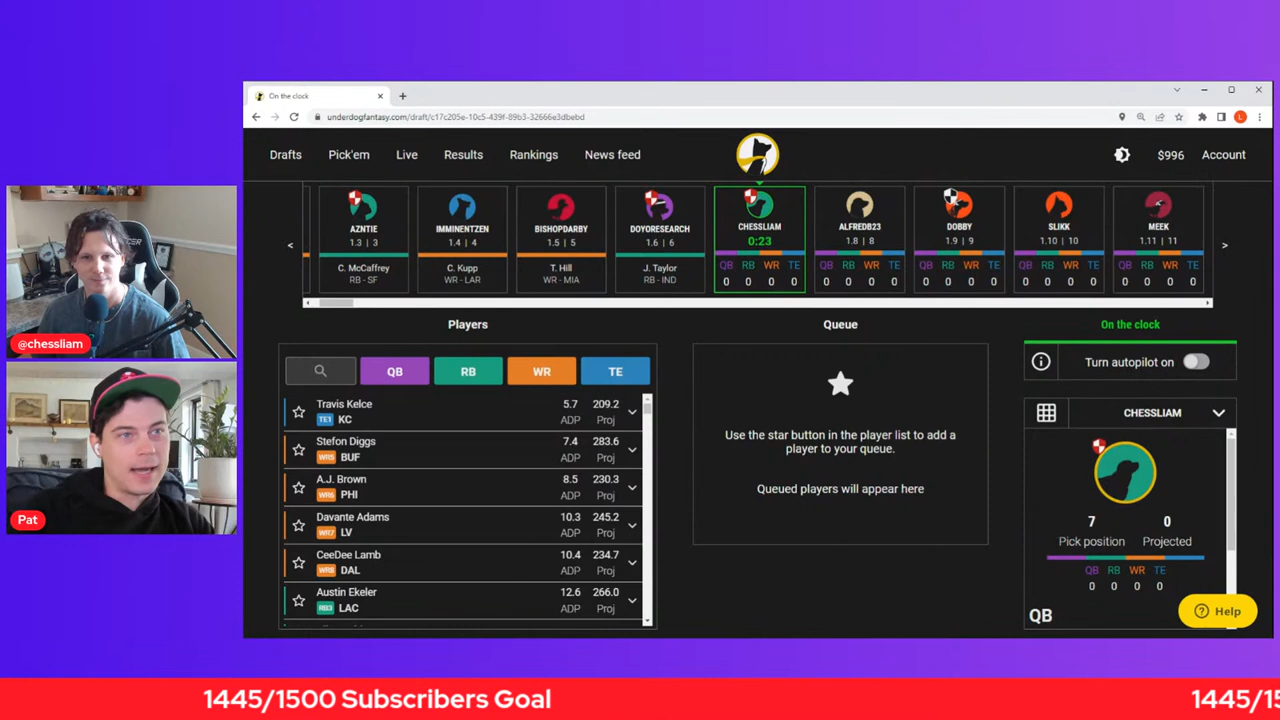 On the clock
underdogfantasy.com/draft/c17c205e-10c5-439f-89b3-32666e3dbebd
Drafts Pick'em Live Results Rankings News feed $996 Account
AZNTIE
1.3 | 3
C. McCaffrey
RB - SF
IMMINENTZEN
1.4 | 4
C. Kupp
WR - LAR
BISHOPDARBY
1.5 | 5
T. Hill
WR - MIA
DOYORESEARCH
1.6 | 6
J. Taylor
RB - IND
CHESSLIAM
0:23
QB RB WR TE
0 0 0 0
ALFREDB23
1.8 | 8
QB RB WR TE
0 0 0 0
DOBBY
1.9 | 9
QB RB WR TE
0 0 0 0
SLIKK
1.10 | 10
QB RB WR TE
0 0 0 0
MEEK
1.11 | 11
QB RB WR TE
0 0 0 0
Players
QB RB WR TE
Travis Kelce 5.7 209.2
TE1 KC ADP Proj
Stefon Diggs 7.4 283.6
WR5 BUF ADP Proj
A.J. Brown 8.5 230.3
WR6 PHI ADP Proj
Davante Adams 10.3 245.2
WR7 LV ADP Proj
CeeDee Lamb 10.4 234.7
WR8 DAL ADP Proj
Austin Ekeler 12.6 266.0
RB3 LAC ADP Proj
Queue
Use the star button in the player list to add a
player to your queue.
Queued players will appear here
On the clock
Turn autopilot on
CHESSLIAM
7 0
Pick position Projected
QB RB WR TE
0 0 0 0
QB
Help
@chessliam
Pat
1445/1500 Subscribers Goal
1445/15